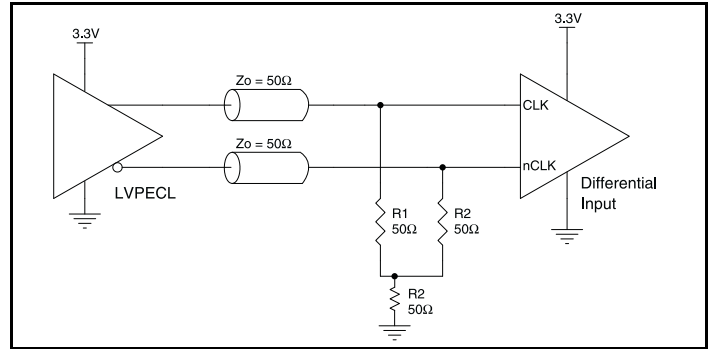 3.3V
3.3V
Zo = 50Ω
CLK
Zo = 50Ω
nCLK
LVPECL
Differential
Input
R1
50Ω
R2
50Ω
R2
50Ω